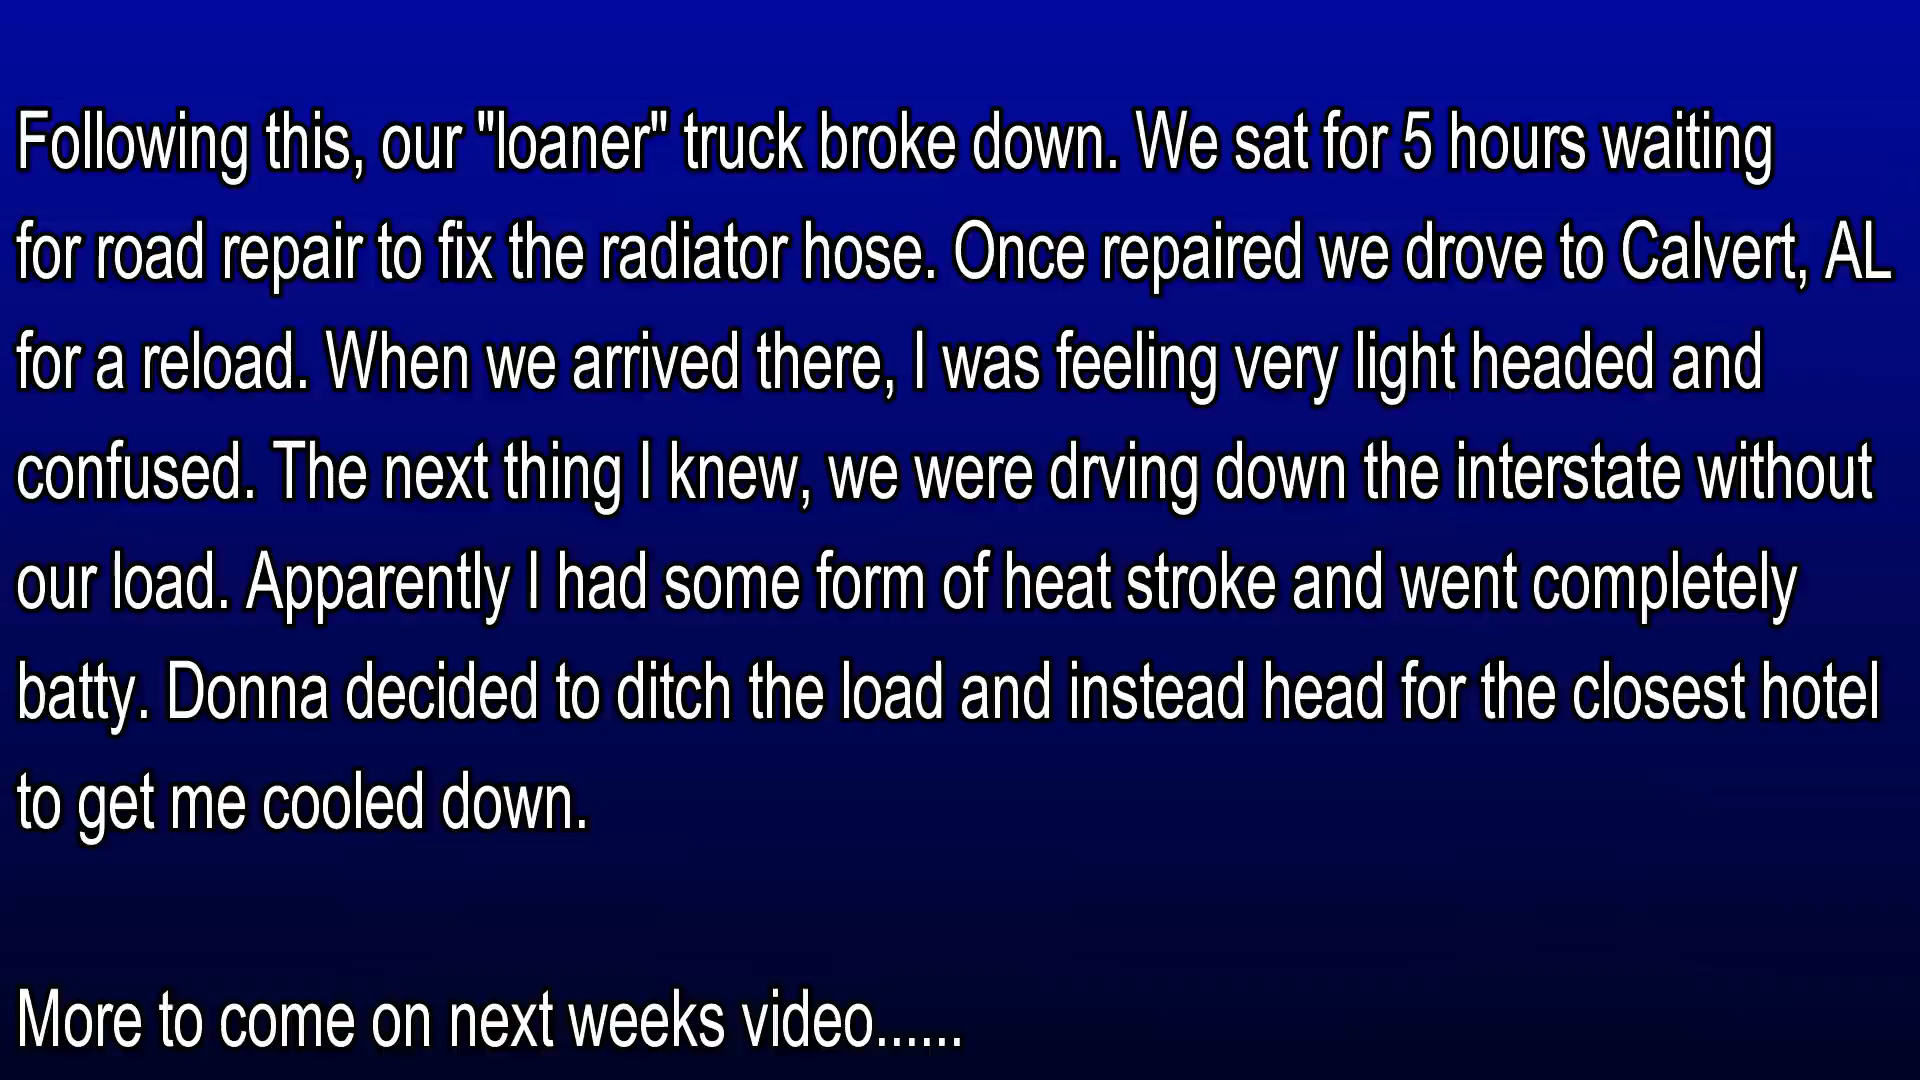 Following this, our "loaner" truck broke down. We sat for 5 hours waiting
for road repair to fix the radiator hose. Once repaired we drove to Calvert, AL
for a reload. When we arrived there, I was feeling very light headed and
confused. The next thing I knew, we were drving down the interstate without
our load. Apparently I had some form of heat stroke and went completely
batty. Donna decided to ditch the load and instead head for the closest hotel
to get me cooled down.
More to come on next weeks video......